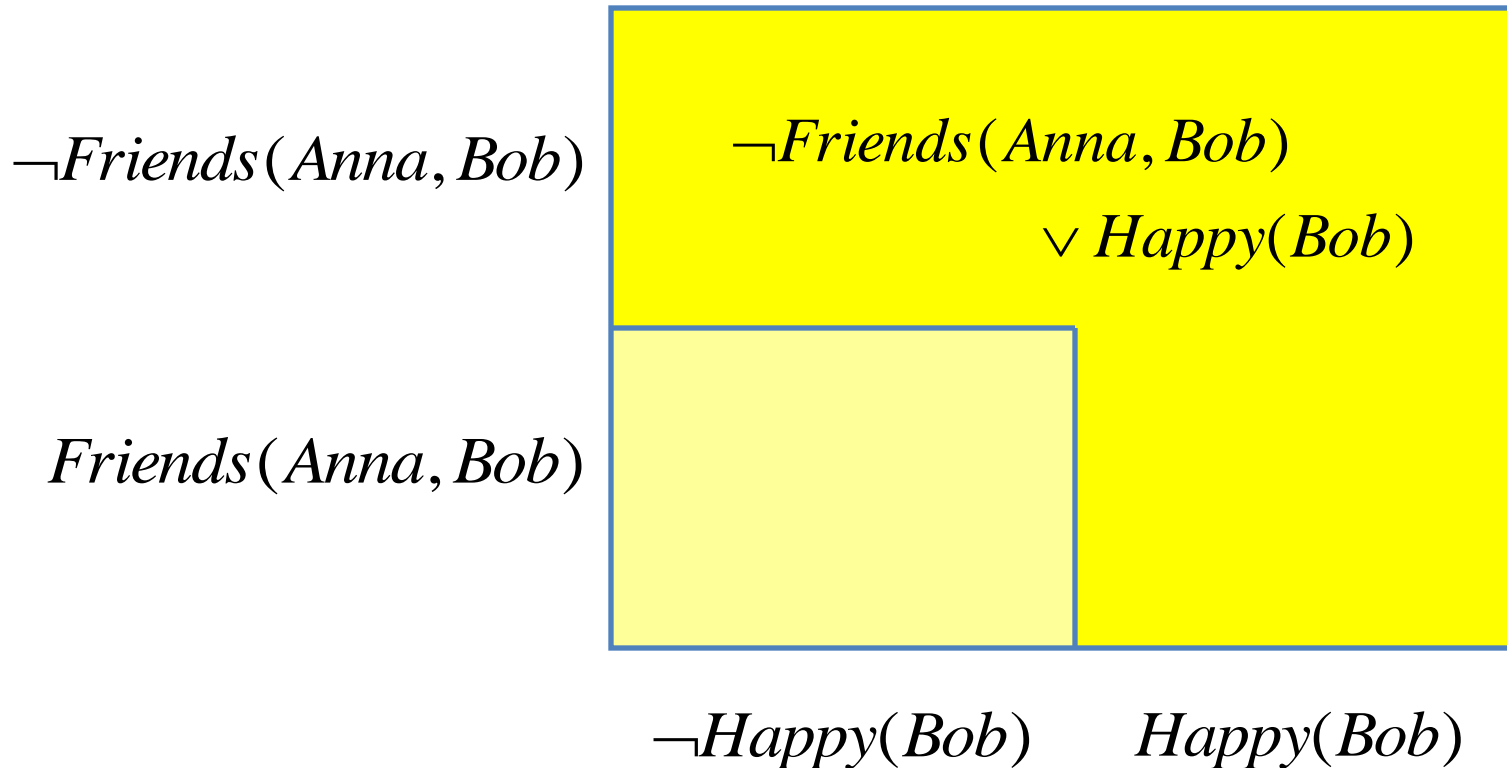 ¬Friends(Anna, Bob)
¬Friends(Anna, Bob)
∨ Happy(Bob)
Friends(Anna, Bob)
¬Happy(Bob) Happy(Bob)